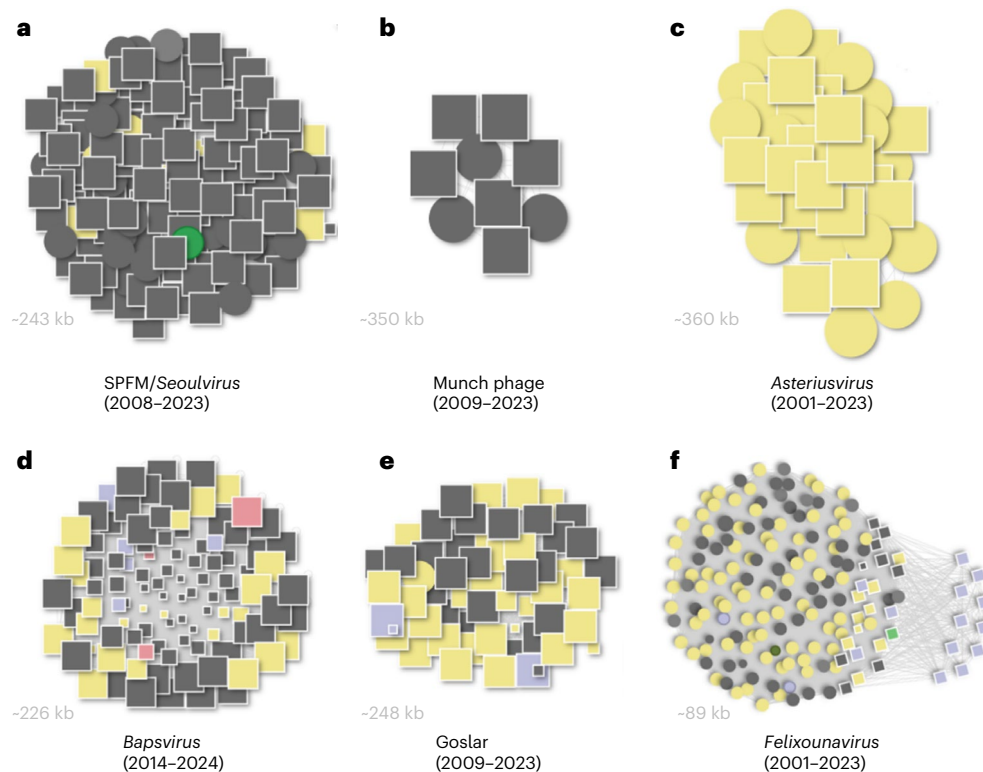 a
b
c
~243 kb
~350 kb
~360 kb
SPFM/Seoulvirus
(2008–2023)
Munch phage
(2009–2023)
Asteriusvirus
(2001–2023)
d
e
f
~226 kb
~248 kb
~89 kb
Bapsvirus
(2014–2024)
Goslar
(2009–2023)
Felixounavirus
(2001–2023)